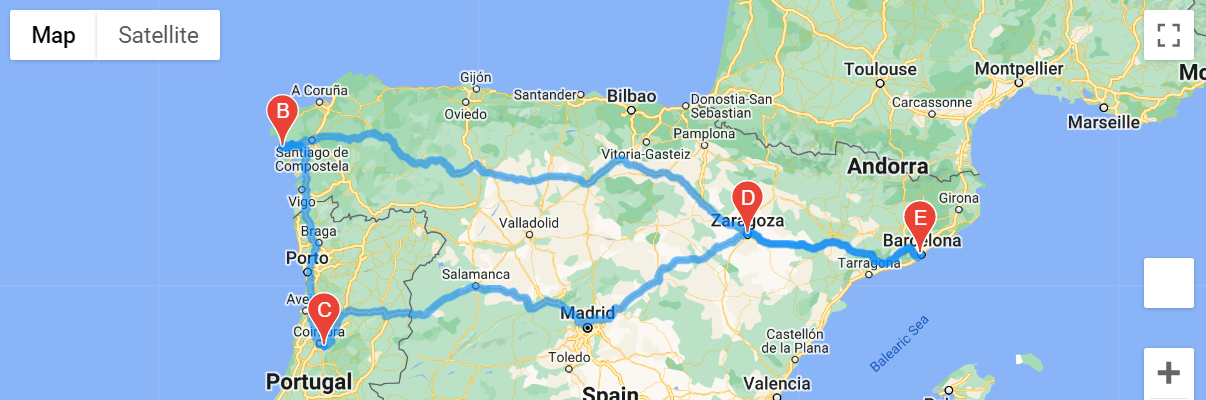 Map
Satellite
Gijón
A Coruña
Santander
Bilbao
Donostia-San
Sebastian
Toulouse
Montpellier
Mo
Oviedo
Carcassonne
Marseille
B
Pamplona
Santiago de
Compostela
Vitoria-Gasteiz
Andorra
Vigo
D
Girona
Valladolid
Zaragoza
E
Braga
Barcelona
Porto
Salamanca
Tarragona
Ave
C
Madrid
Coimbra
Castellón
de la Plana
Balearic Sea
Toledo
Portugal
Valencia
Spain